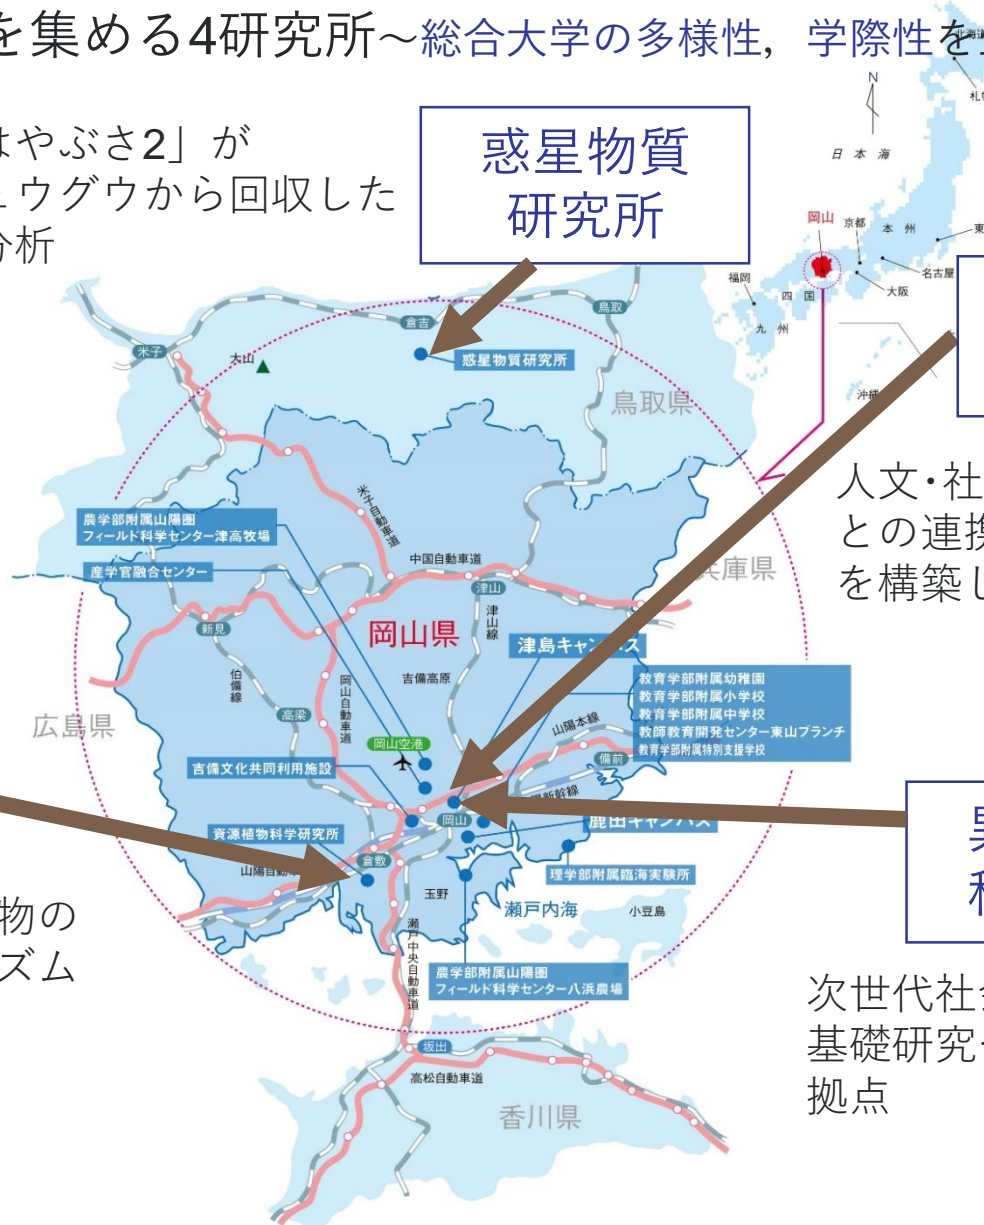 を集める4研究所～総合大学の多様性，学際性を
はやぶさ2」が
ュウグウから回収した
分析
惑星物質
研究所
N
日本海
北海道
札幌
岡山
京都
本州
東
名古屋
大阪
福岡
四国
九州
沖縄
鳥取
倉吉
米子
大山
惑星物質研究所
鳥取県
人文・社
との連携
を構築し
米子自動車道
農学部附属山陽圏
フィールド科学センター津高牧場
産学官融合センター
中国自動車道
津山
兵庫県
新見
津山線
岡山県
津島キャンパス
伯備線
岡山自動車道
吉備高原
教育学部附属幼稚園
教育学部附属小学校
教育学部附属中学校
教師教育開発センター東山ブランチ
教育学部附属特別支援学校
広島県
高梁
山陽本線
岡山空港
備前
吉備文化共同利用施設
新幹線
岡山
鹿田キャンパス
資源植物科学研究所
倉敷
山陽自動
理学部附属臨海実験所
玉野
瀬戸内海
小豆島
物の
ズム
瀬戸中央自動車道
農学部附属山陽圏
フィールド科学センター八浜農場
次世代社会
基礎研究
拠点
坂出
高松自動車道
香川県